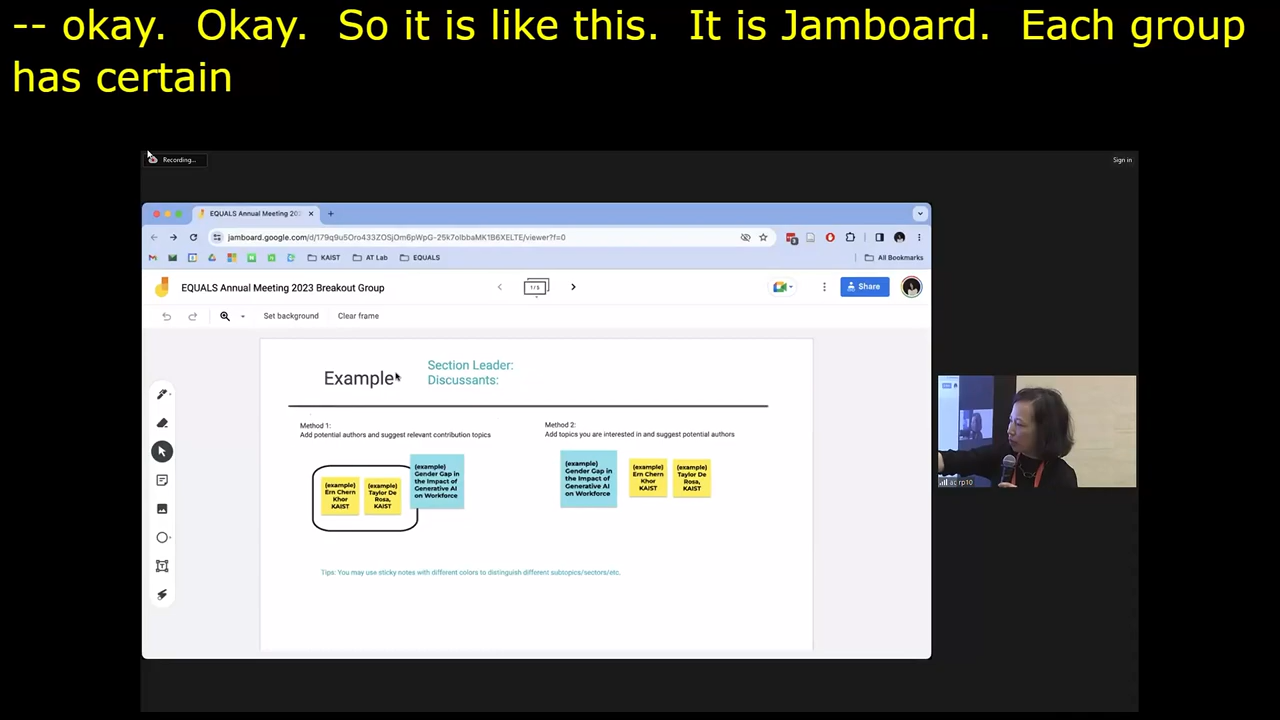 -- okay.  Okay.  So it is like this.  It is Jamboard.  Each group
has certain
Recording...
Sign in
EQUALS Annual Meeting 202
jamboard.google.com/d/179q9u5Oro433ZOSjOm6pWpG-25k7olbbaMK1B6XELTE/viewer?f=0
KAIST
AT Lab
EQUALS
All Bookmarks
EQUALS Annual Meeting 2023 Breakout Group
1/5
Share
Set background
Clear frame
Example
Section Leader:
Discussants:
Method 1:
Add potential authors and suggest relevant contribution topics
(example)
Ern Chern
Khor
KAIST
(example)
Taylor De
Rosa,
KAIST
(example)
Gender Gap in
the Impact of
Generative AI
on Workforce
Method 2:
Add topics you are interested in and suggest potential authors
(example)
Gender Gap in
the Impact of
Generative AI
on Workforce
(example)
Ern Chern
Khor
KAIST
(example)
Taylor De
Rosa,
KAIST
Tips: You may use sticky notes with different colors to distinguish different subtopics/sectors/etc.